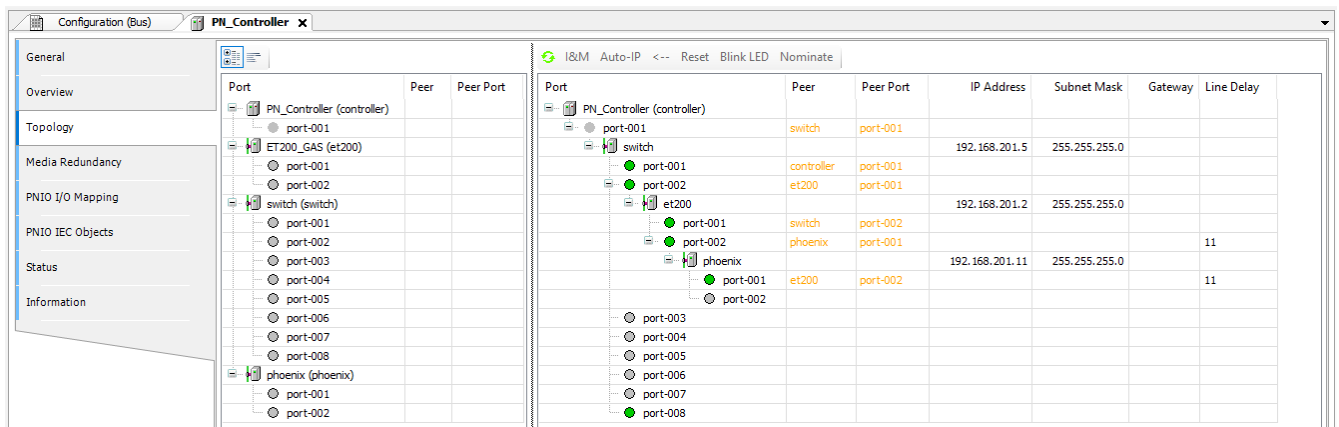 Configuration (Bus) PN_Controller
General
Overview
Topology
Media Redundancy
PNIO I/O Mapping
PNIO IEC Objects
Status
Information
Port Peer Peer Port
PN_Controller (controller)
port-001
ET200_GAS (et200)
port-001
port-002
switch (switch)
port-001
port-002
port-003
port-004
port-005
port-006
port-007
port-008
phoenix (phoenix)
port-001
port-002
I&M Auto-IP <-- Reset Blink LED Nominate
Port Peer Peer Port IP Address Subnet Mask Gateway Line Delay
PN_Controller (controller)
port-001 switch port-001
switch 192.168.201.5 255.255.255.0
port-001 controller port-001
port-002 et200 port-001
et200 192.168.201.2 255.255.255.0
port-001 switch port-002
port-002 phoenix port-001 11
phoenix 192.168.201.11 255.255.255.0
port-001 et200 port-002 11
port-002
port-003
port-004
port-005
port-006
port-007
port-008